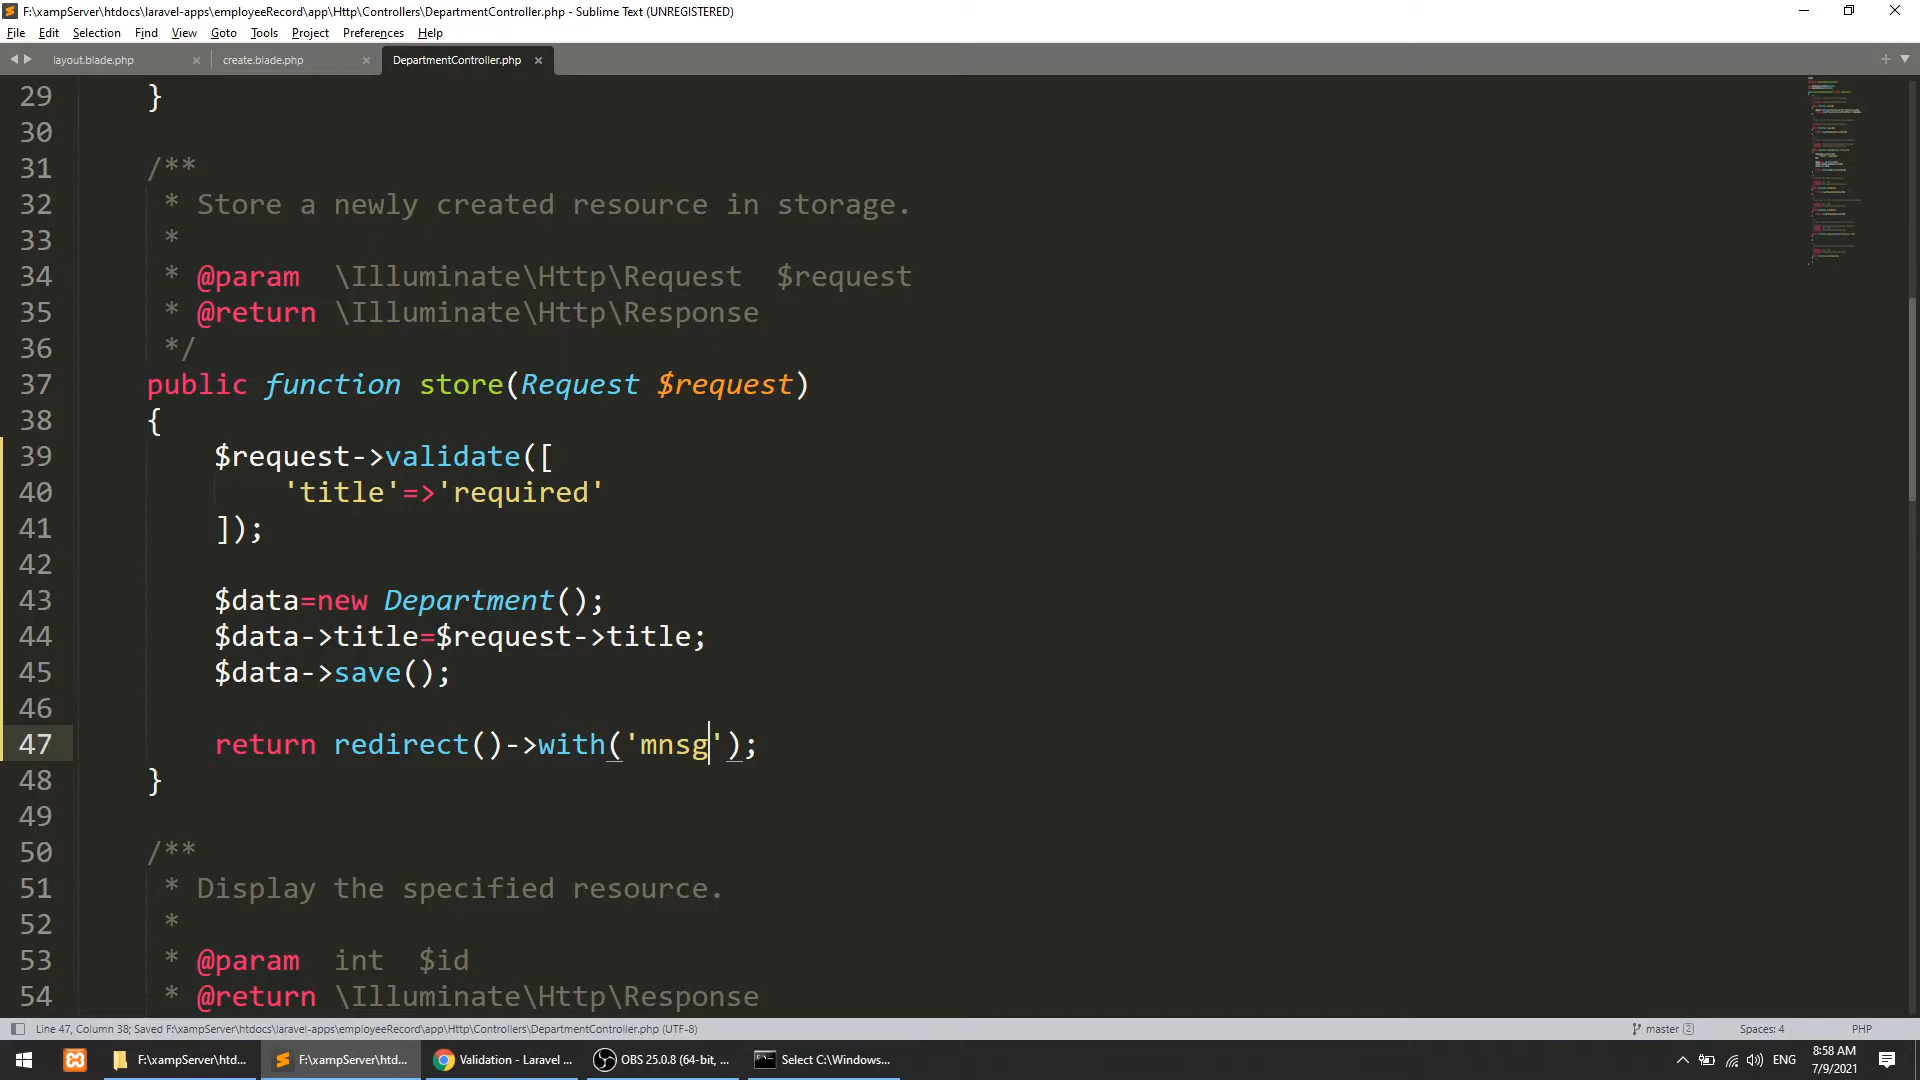 F:\xampServer\htdocs\laravel-apps\employeeRecord\app\Http\Controllers\DepartmentController.php - Sublime Text (UNREGISTERED)
File Edit Selection Find View Goto Tools Project Preferences Help
layout.blade.php × create.blade.php × DepartmentController.php ×
29 }
30
31 /**
32 * Store a newly created resource in storage.
33 *
34 * @param \Illuminate\Http\Request $request
35 * @return \Illuminate\Http\Response
36 */
37 public function store(Request $request)
38 {
39 $request->validate([
40 'title'=>'required'
41 ]);
42
43 $data=new Department();
44 $data->title=$request->title;
45 $data->save();
46
47 return redirect()->with('mnsg');
48 }
49
50 /**
51 * Display the specified resource.
52 *
53 * @param int $id
54 * @return \Illuminate\Http\Response
Line 47, Column 38; Saved F:\xampServer\htdocs\laravel-apps\employeeRecord\app\Http\Controllers\DepartmentController.php (UTF-8) master 2 Spaces: 4 PHP
F:\xampServer\htd... F:\xampServer\htd... Validation - Laravel ... OBS 25.0.8 (64-bit, ... Select C:\Windows... ENG 8:58 AM
7/9/2021